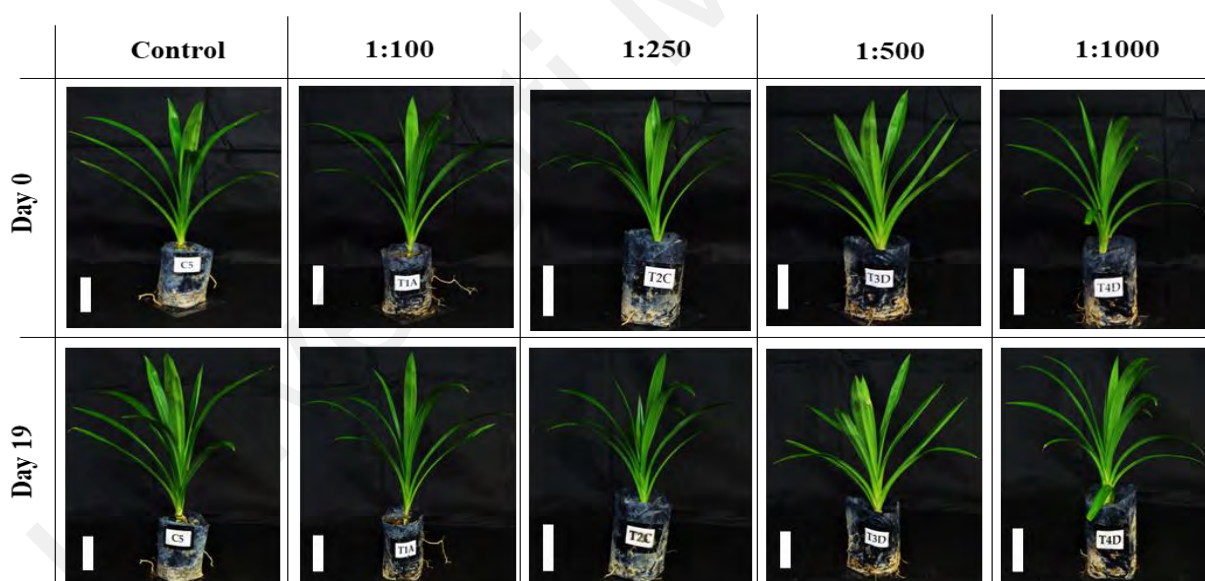 Control 1:100 1:250 1:500 1:1000
Day 0
C5 T1A T2C T3D T4D
Day 19
C5 T1A T2C T3D T4D